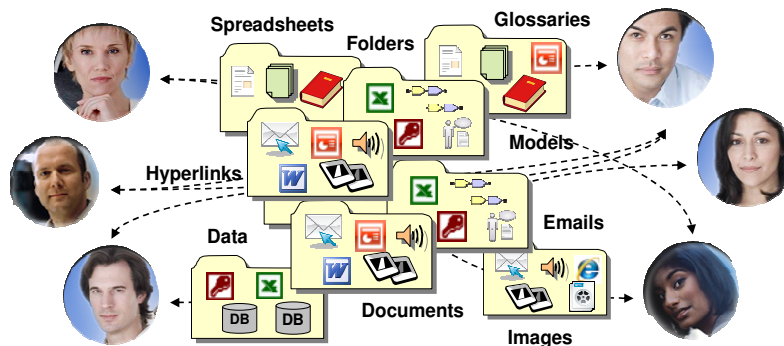 Spreadsheets
Glossaries
Folders
Models
Hyperlinks
Emails
Data
DB
DB
Documents
Images